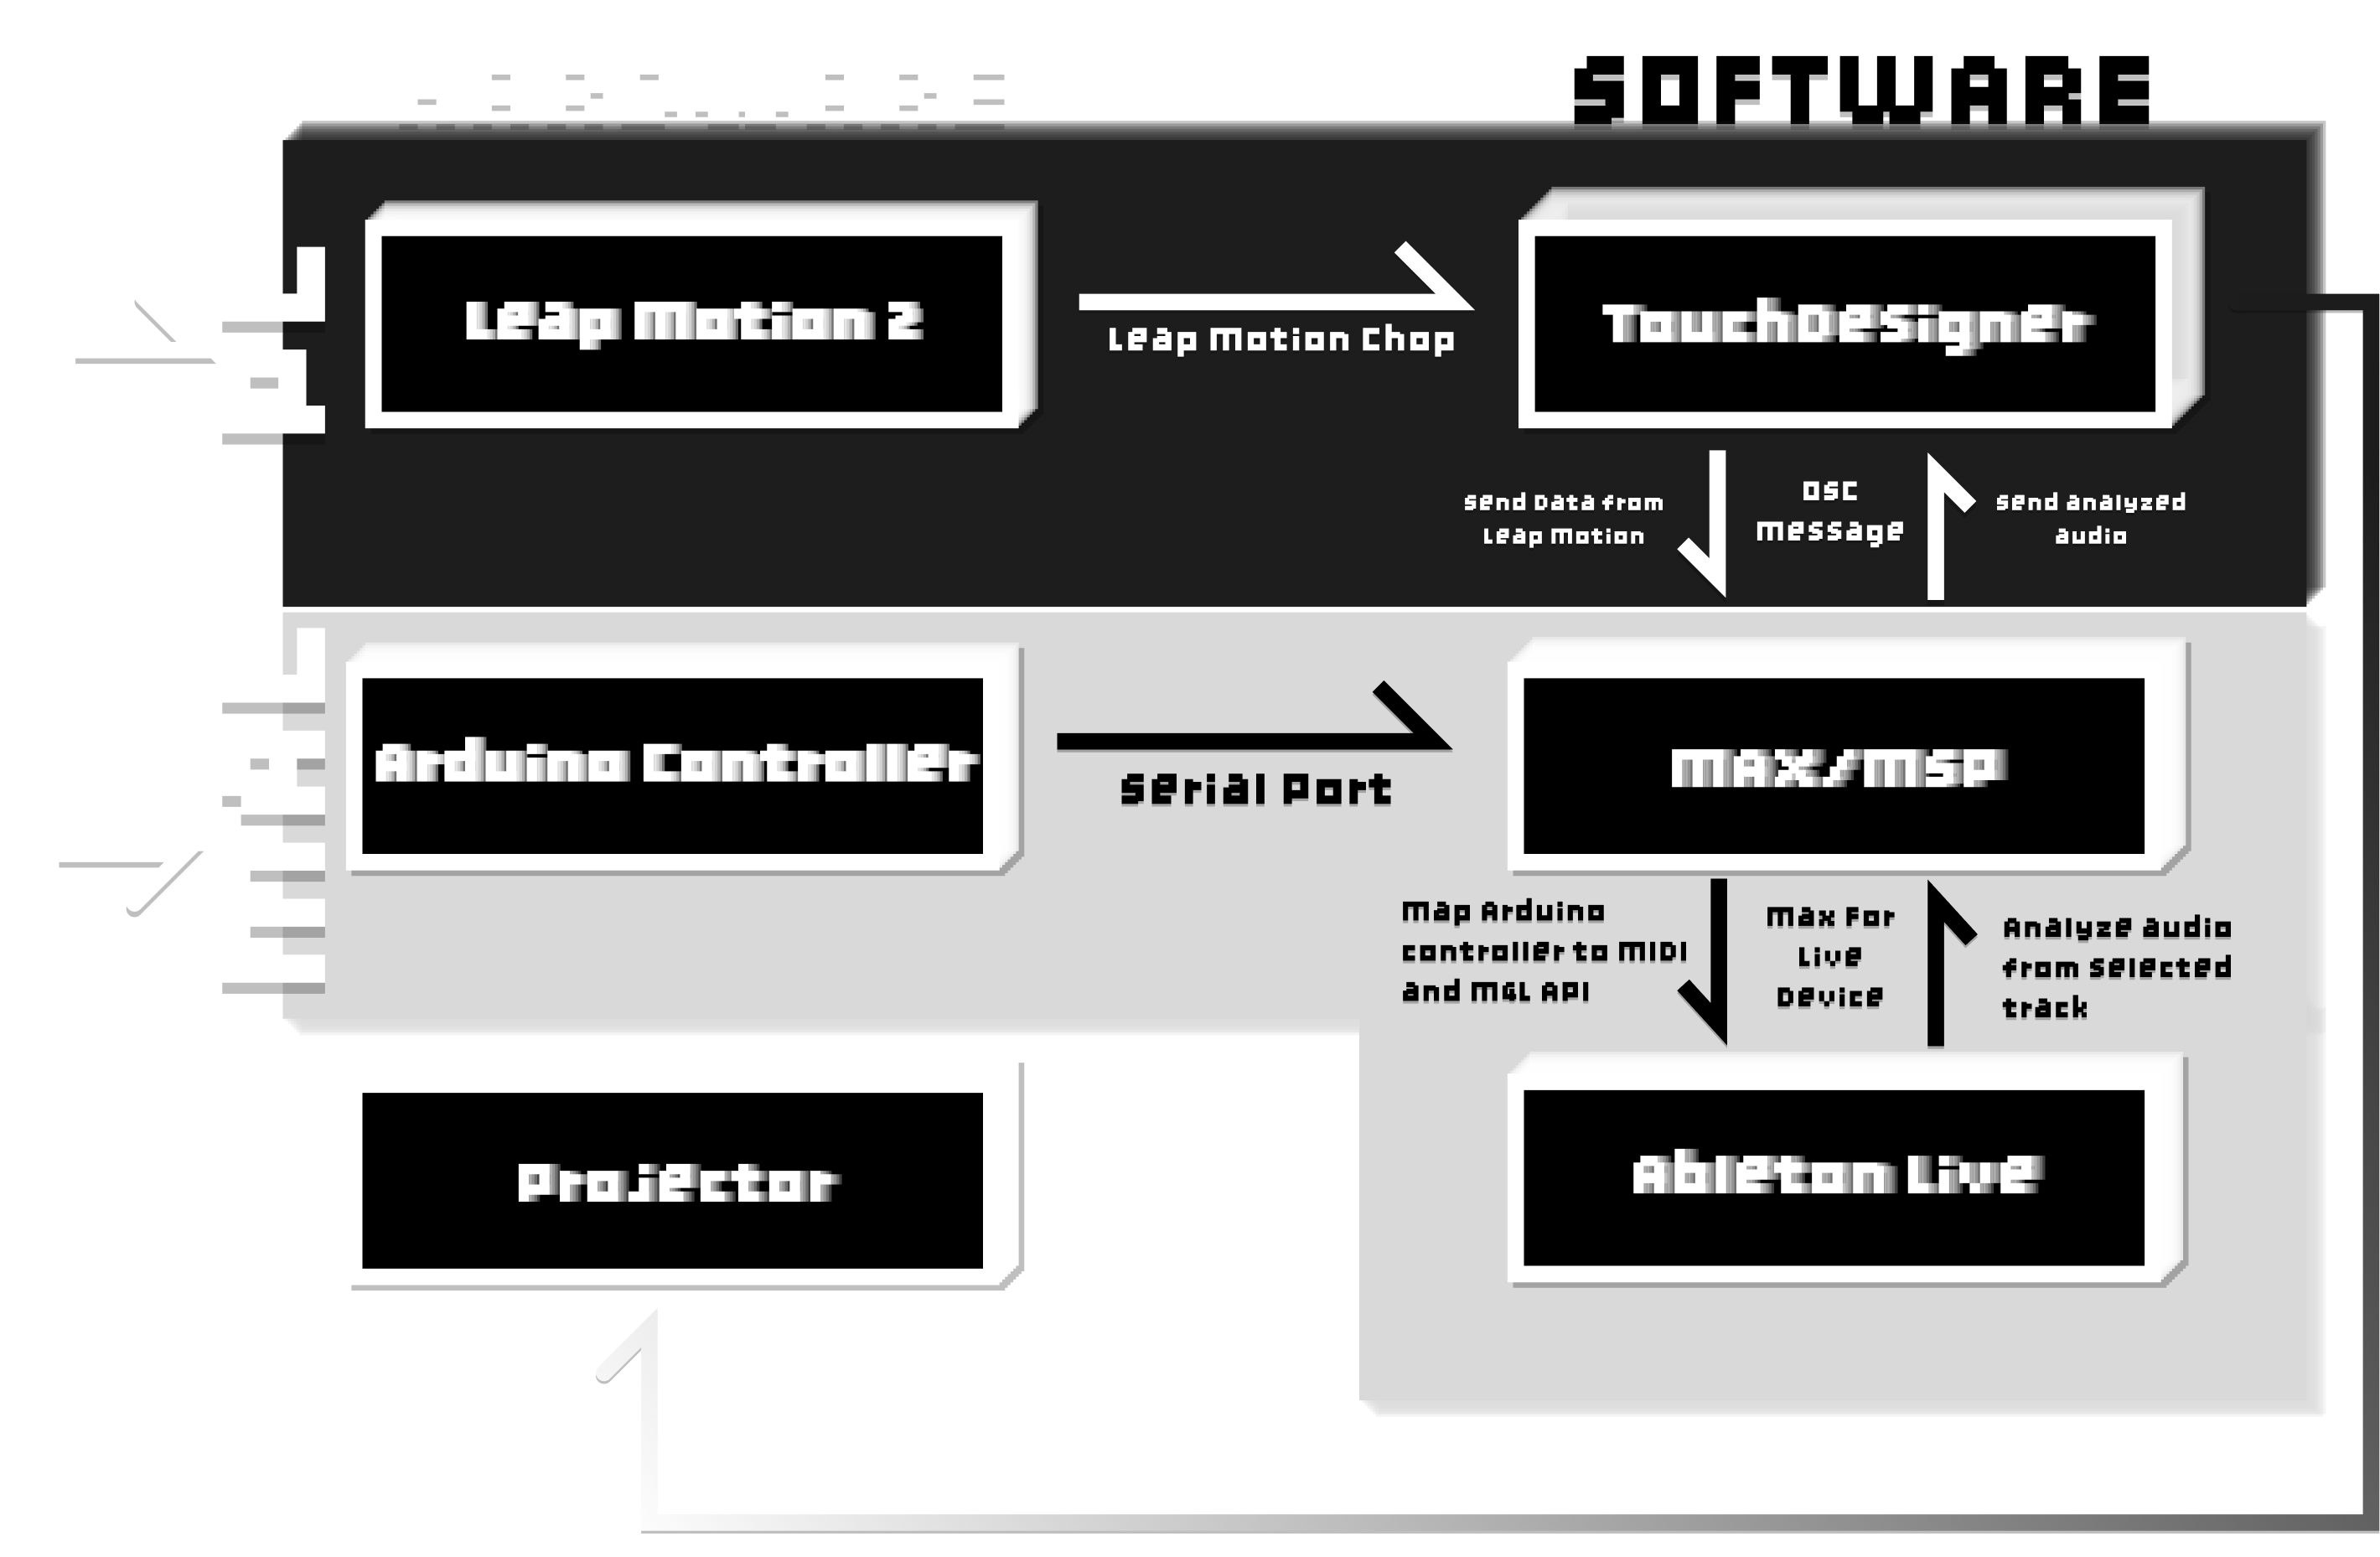 SOFTWARE
Leap Motion 2
Leap Motion Chop
TouchDesigner
Send Data from
Leap Motion
OSC
Message
Send analyzed
audio
Arduino Controller
Serial Port
MAX/MSP
Map Arduino
controller to MIDI
and M4L API
Max For
Live
Device
Analyze audio
from selected
track
Projector
Ableton Live